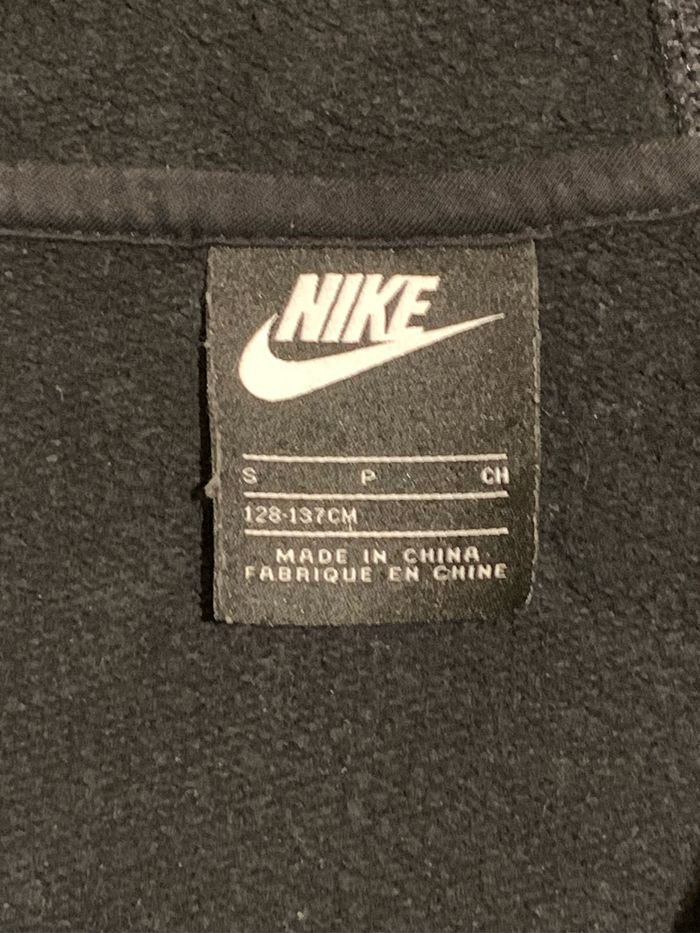 NIKE
S P CH
128-137CM
MADE IN CHINA
FABRIQUE EN CHINE